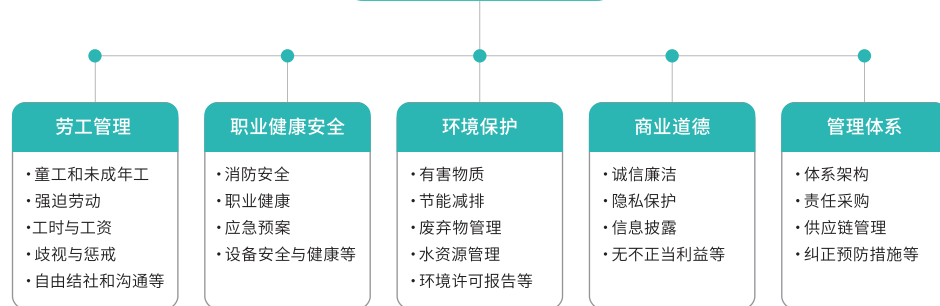 劳工管理
•童工和未成年工
•强迫劳动
•工时与工资
•歧视与惩戒
•自由结社和沟通等
职业健康安全
•消防安全
•职业健康
•应急预案
•设备安全与健康等
环境保护
•有害物质
•节能减排
•废弃物管理
•水资源管理
•环境许可报告等
商业道德
•诚信廉洁
•隐私保护
•信息披露
•无不正当利益等
管理体系
•体系架构
•责任采购
•供应链管理
•纠正预防措施等